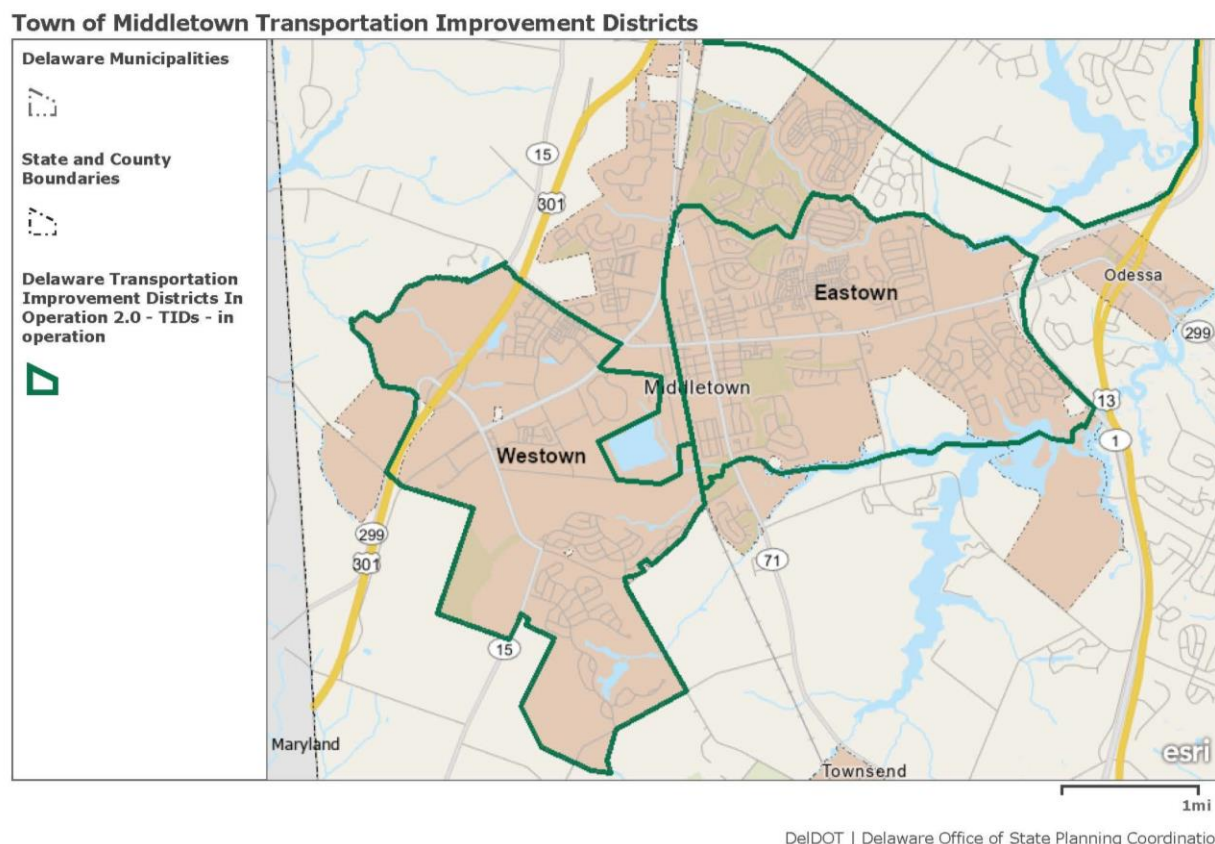 Town of Middletown Transportation Improvement Districts
Delaware Municipalities
State and County
Boundaries
Delaware Transportation
Improvement Districts In
Operation 2.0 - TIDs - in
operation
15
301
Eastown
Odessa
299
Middletown
13
1
Westown
299
301
71
15
Maryland
Townsend
esri
1mi
DelDOT | Delaware Office of State Planning Coordinatio